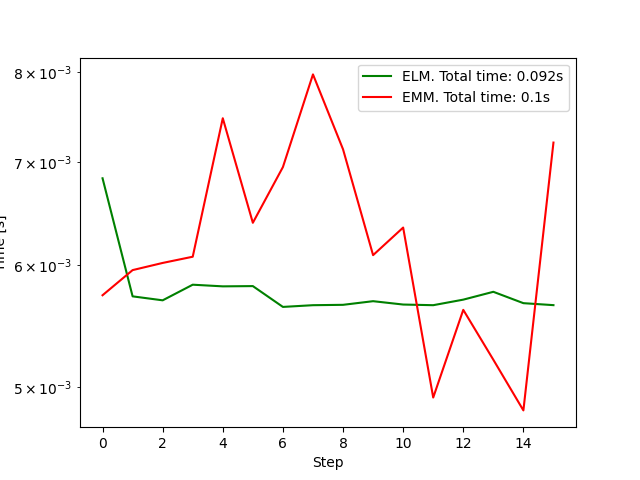 ELM. Total time: 0.092s
EMM. Total time: 0.1s
8 × 10⁻³
7 × 10⁻³
6 × 10⁻³
5 × 10⁻³
Time [s]
0 2 4 6 8 10 12 14
Step